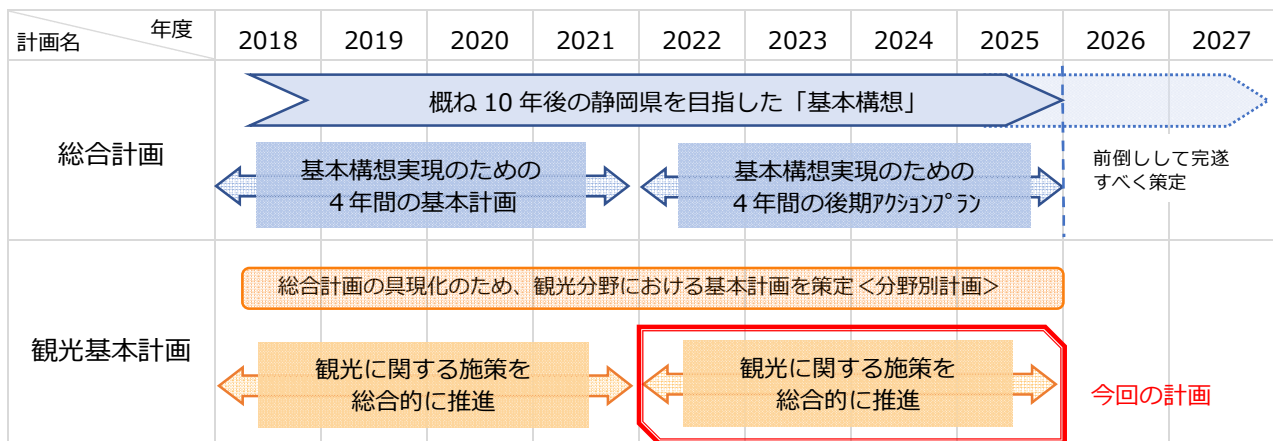 年度
計画名
2018 2019 2020 2021 2022 2023 2024 2025 2026 2027
概ね 10 年後の静岡県を目指した「基本構想」
総合計画
基本構想実現のための
４年間の基本計画
基本構想実現のための
４年間の後期ｱｸｼｮﾝﾌﾟﾗﾝ
前倒しして完遂
すべく策定
総合計画の具現化のため、観光分野における基本計画を策定＜分野別計画＞
観光基本計画
観光に関する施策を
総合的に推進
観光に関する施策を
総合的に推進
今回の計画